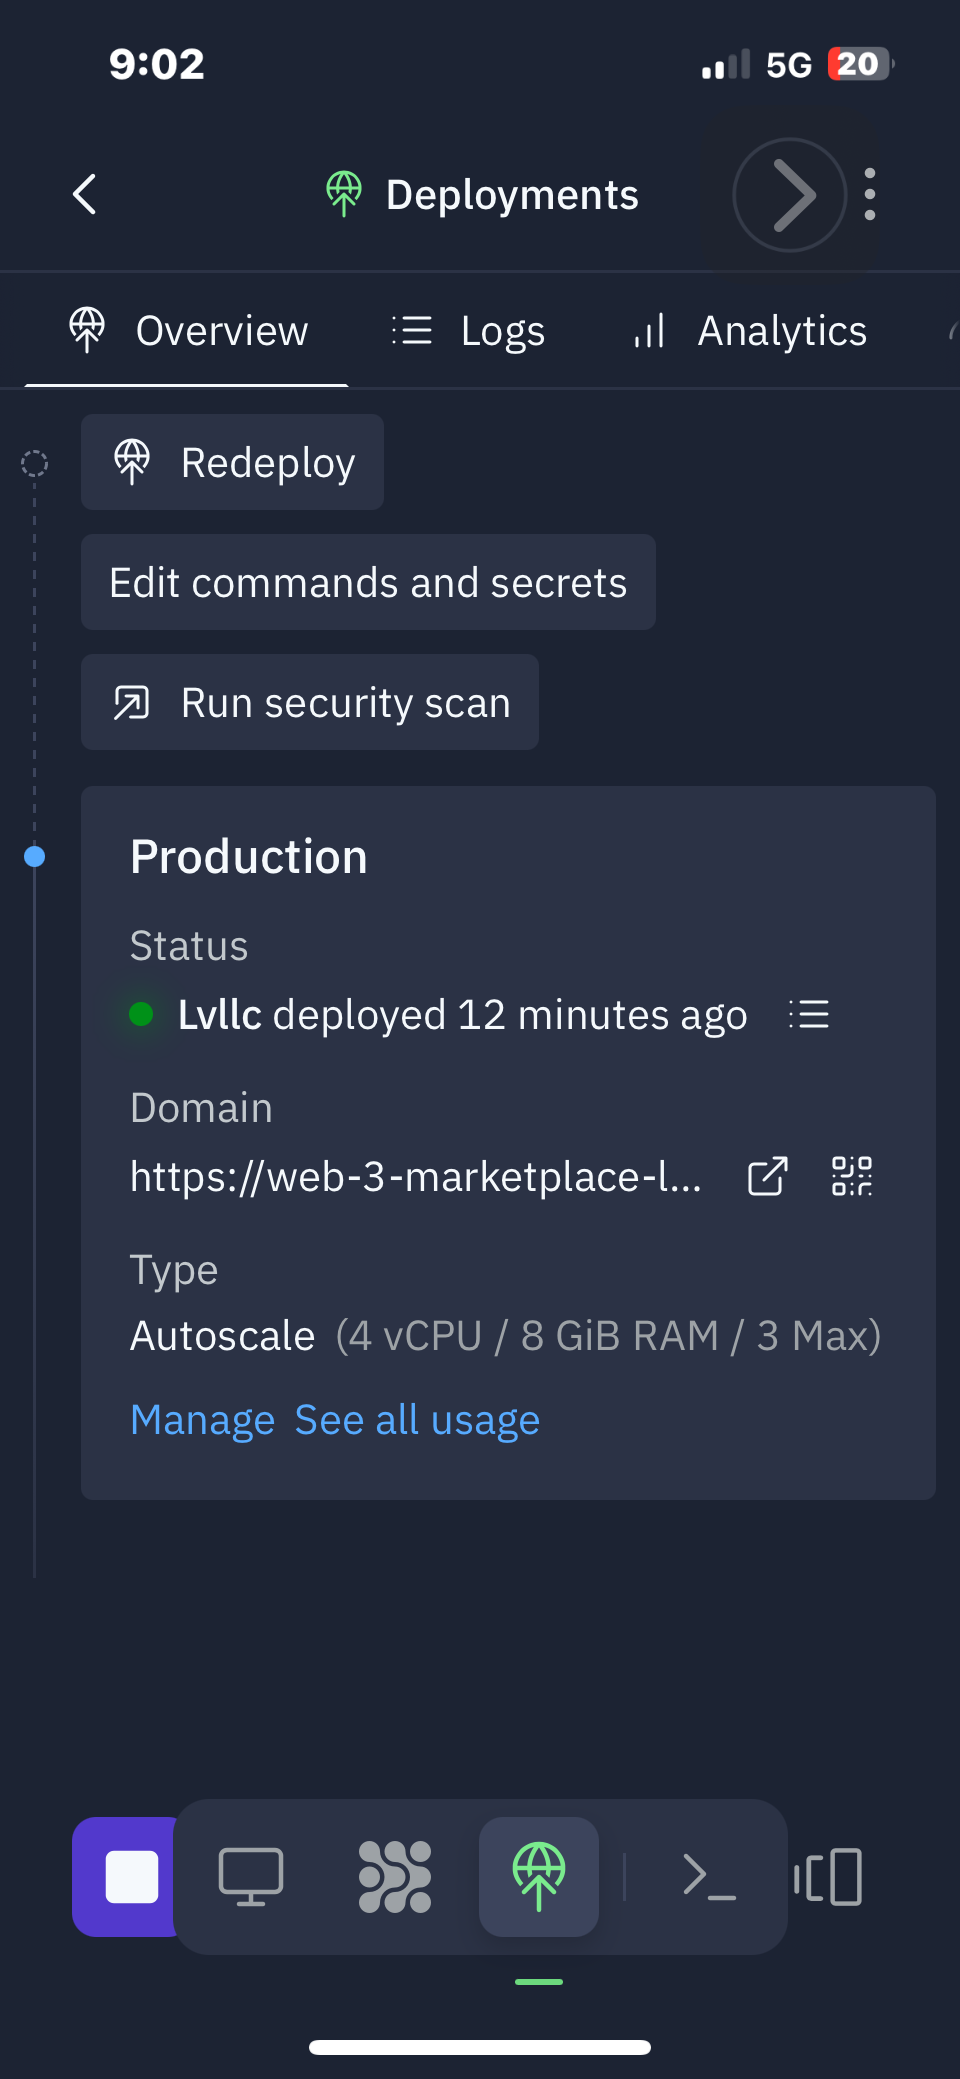 9:02
5G
20
Deployments
Overview
Logs
Analytics
Redeploy
Edit commands and secrets
Run security scan
Production
Status
Lvllc deployed 12 minutes ago
Domain
https://web-3-marketplace-l...
Type
Autoscale (4 vCPU / 8 GiB RAM / 3 Max)
Manage See all usage